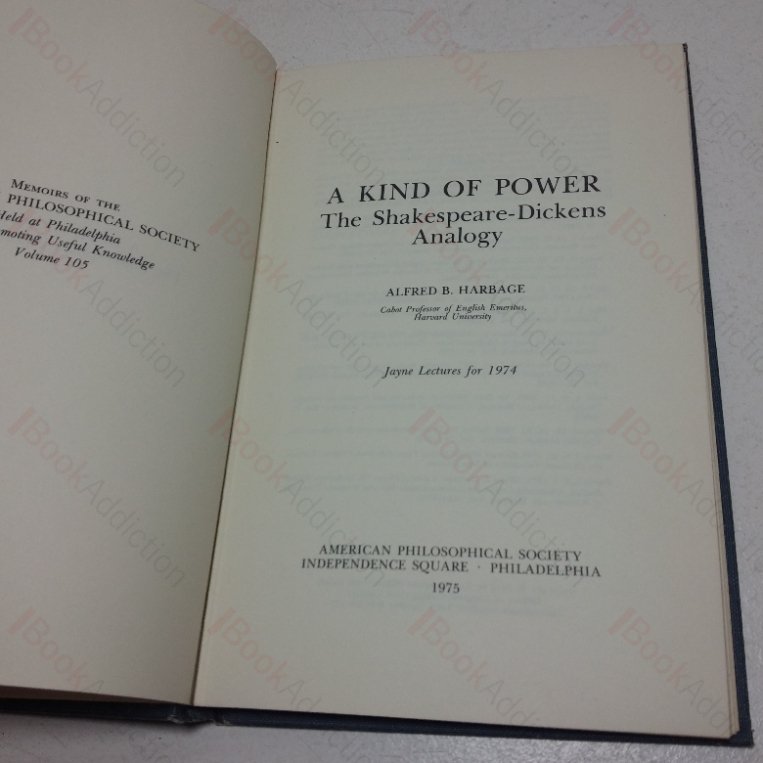 MEMOIRS OF THE
PHILOSOPHICAL SOCIETY
Held at Philadelphia
moting Useful Knowledge
Volume 105
A KIND OF POWER
The Shakespeare-Dickens
Analogy
ALFRED B. HARBAGE
Cabot Professor of English Emeritus,
Harvard University
Jayne Lectures for 1974
AMERICAN PHILOSOPHICAL SOCIETY
INDEPENDENCE SQUARE · PHILADELPHIA
1975
BookAddiction